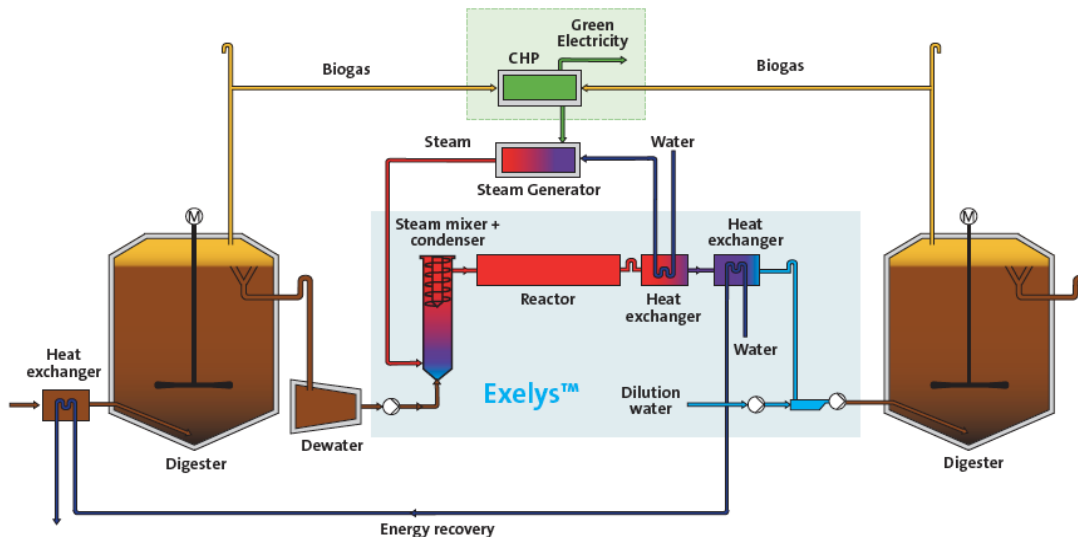 Green
Electricity
CHP
Biogas
Biogas
Steam
Water
Steam Generator
M
M
Steam mixer +
condenser
Heat
exchanger
Reactor
Heat
exchanger
Water
Heat
exchanger
Exelys™
Dilution
water
Dewater
Digester
Digester
Energy recovery